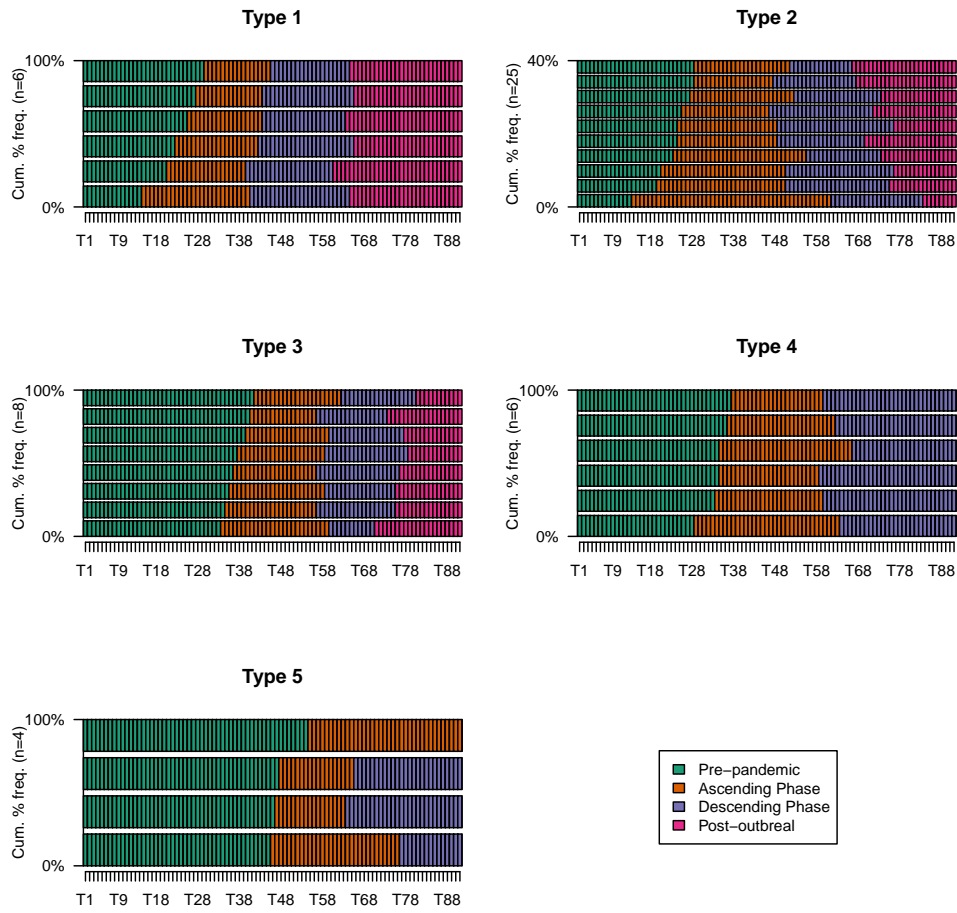 Type 1
Cum. % freq. (n=6)
100%
0%
T1 T9 T18 T28 T38 T48 T58 T68 T78 T88
Type 2
Cum. % freq. (n=25)
40%
0%
T1 T9 T18 T28 T38 T48 T58 T68 T78 T88
Type 3
Cum. % freq. (n=8)
100%
0%
T1 T9 T18 T28 T38 T48 T58 T68 T78 T88
Type 4
Cum. % freq. (n=6)
100%
0%
T1 T9 T18 T28 T38 T48 T58 T68 T78 T88
Type 5
Cum. % freq. (n=4)
100%
0%
T1 T9 T18 T28 T38 T48 T58 T68 T78 T88
Pre−pandemic
Ascending Phase
Descending Phase
Post−outbreal